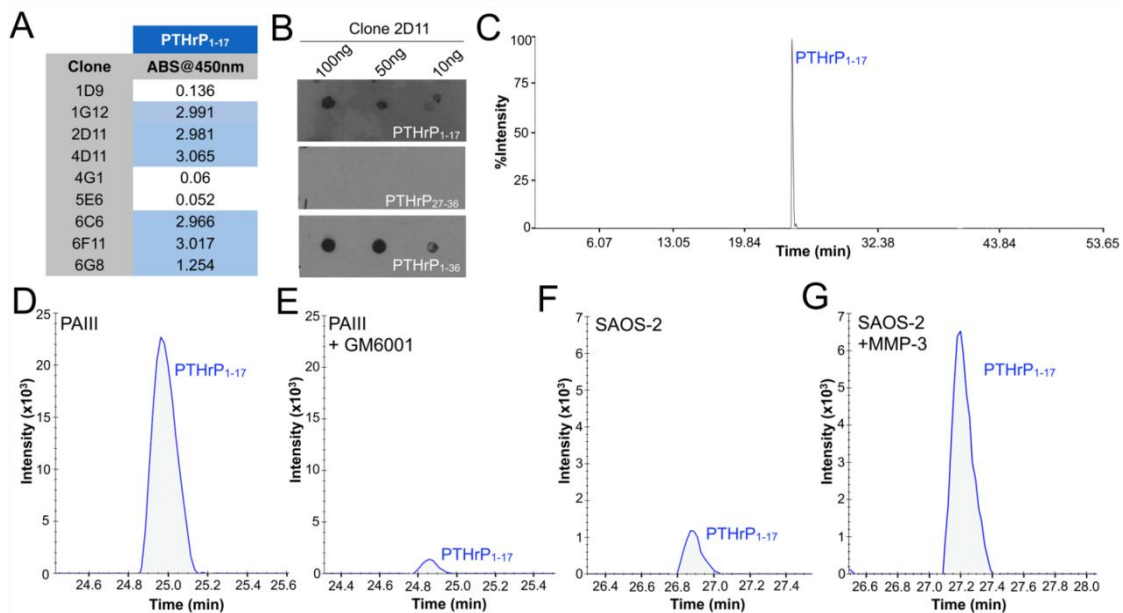 A
PTHrP₁₋₁₇
Clone ABS@450nm
1D9 0.136
1G12 2.991
2D11 2.981
4D11 3.065
4G1 0.06
5E6 0.052
6C6 2.966
6F11 3.017
6G8 1.254
B
Clone 2D11
100ng 50ng 10ng
PTHrP₁₋₁₇
PTHrP₂₇₋₃₆
PTHrP₁₋₃₆
C
%Intensity
100
75
50
25
0
PTHrP₁₋₁₇
6.07 13.05 19.84 32.38 43.84 53.65
Time (min)
D
PAIII
Intensity (x10³)
25
20
15
10
5
0
PTHrP₁₋₁₇
24.6 24.8 25.0 25.2 25.4 25.6
Time (min)
E
PAIII
+ GM6001
Intensity (x10³)
25
20
15
10
5
0
PTHrP₁₋₁₇
24.4 24.6 24.8 25.0 25.2 25.4
Time (min)
F
SAOS-2
Intensity (x10³)
7
6
5
4
3
2
1
0
PTHrP₁₋₁₇
26.4 26.6 26.8 27.0 27.2 27.4
Time (min)
G
SAOS-2
+MMP-3
Intensity (x10³)
7
6
5
4
3
2
1
0
PTHrP₁₋₁₇
26.6 26.8 27.0 27.2 27.4 27.6 27.8 28.0
Time (min)